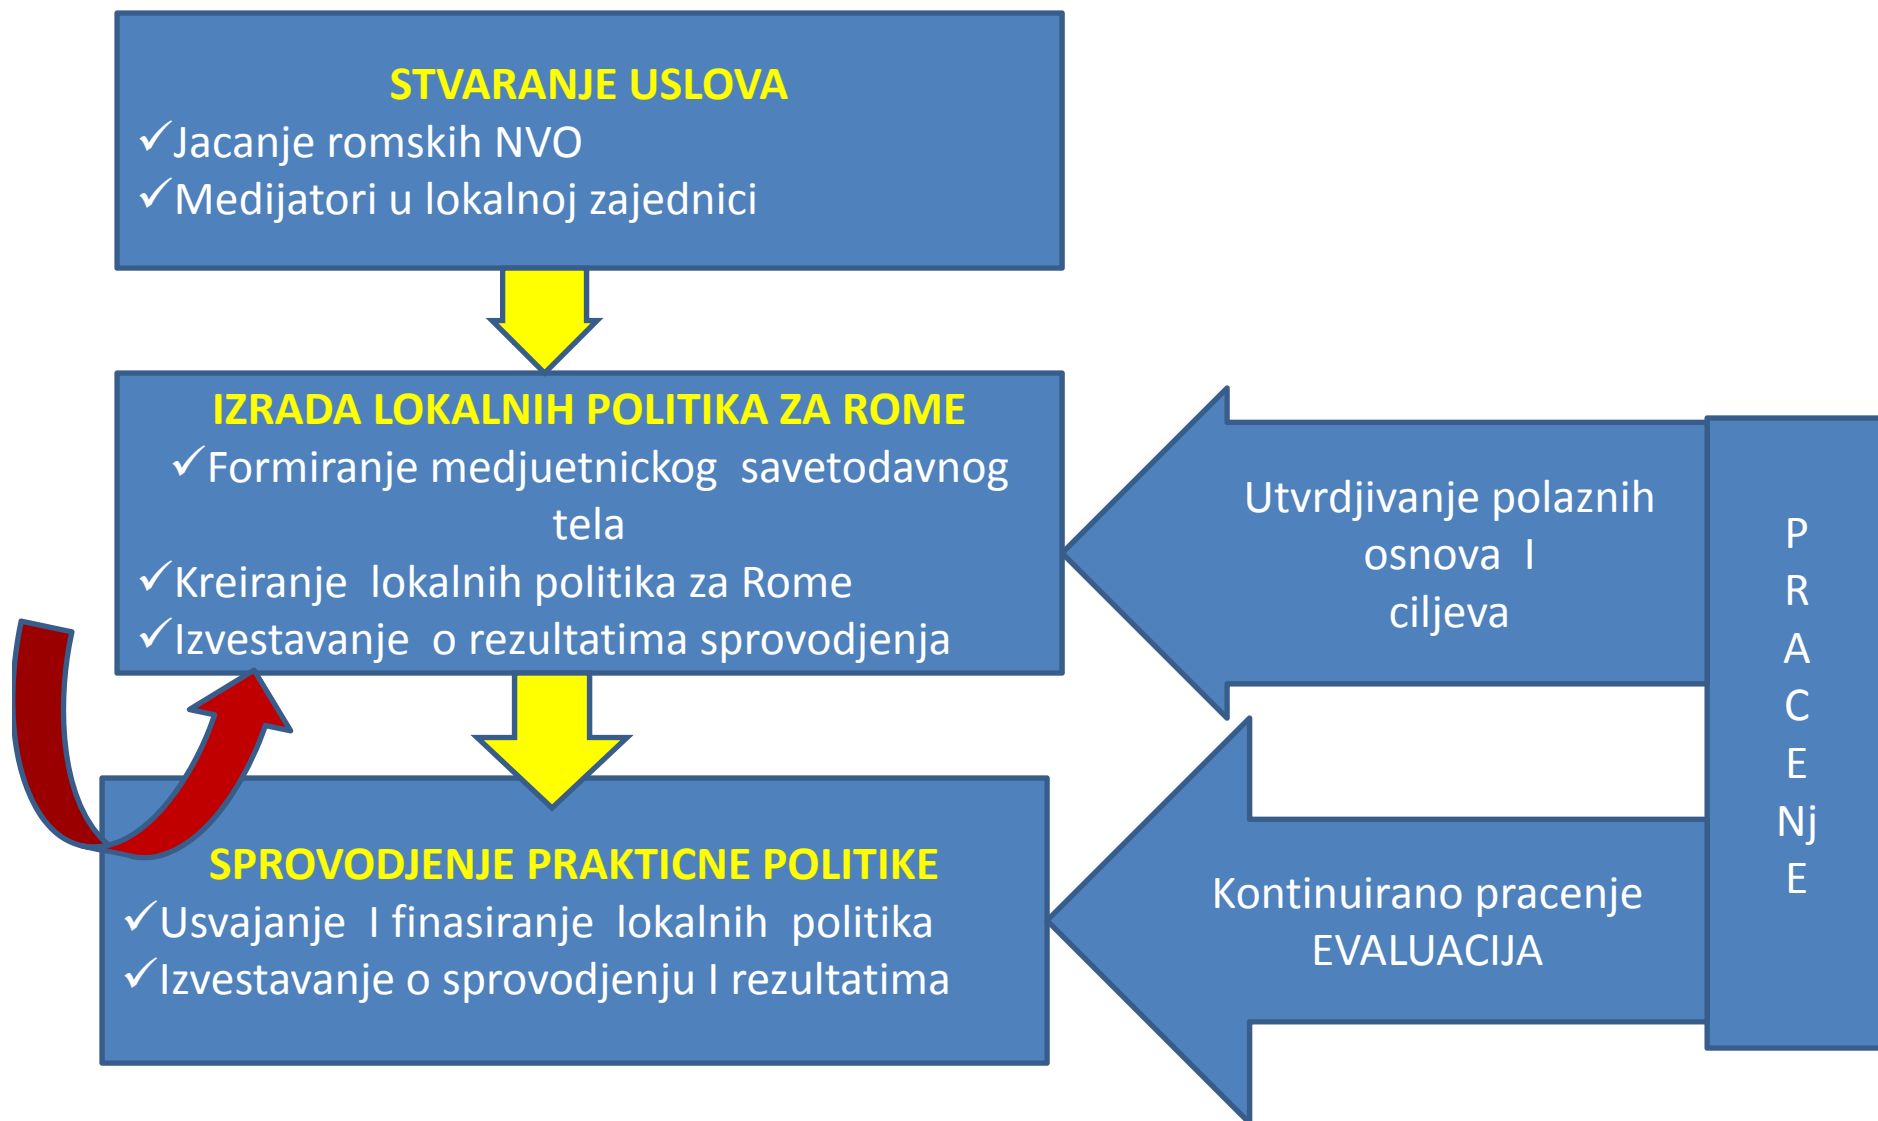 STVARANJE USLOVA
✓Jacanje romskih NVO
✓Medijatori u lokalnoj zajednici
IZRADA LOKALNIH POLITIKA ZA ROME
✓Formiranje medjuetnickog savetodavnog
tela
✓Kreiranje lokalnih politika za Rome
✓Izvestavanje o rezultatima sprovodjenja
SPROVODJENJE PRAKTICNE POLITIKE
✓Usvajanje I finasiranje lokalnih politika
✓Izvestavanje o sprovodjenju I rezultatima
Utvrdjivanje polaznih
osnova I
ciljeva
Kontinuirano pracenje
EVALUACIJA
P
R
A
C
E
Nj
E